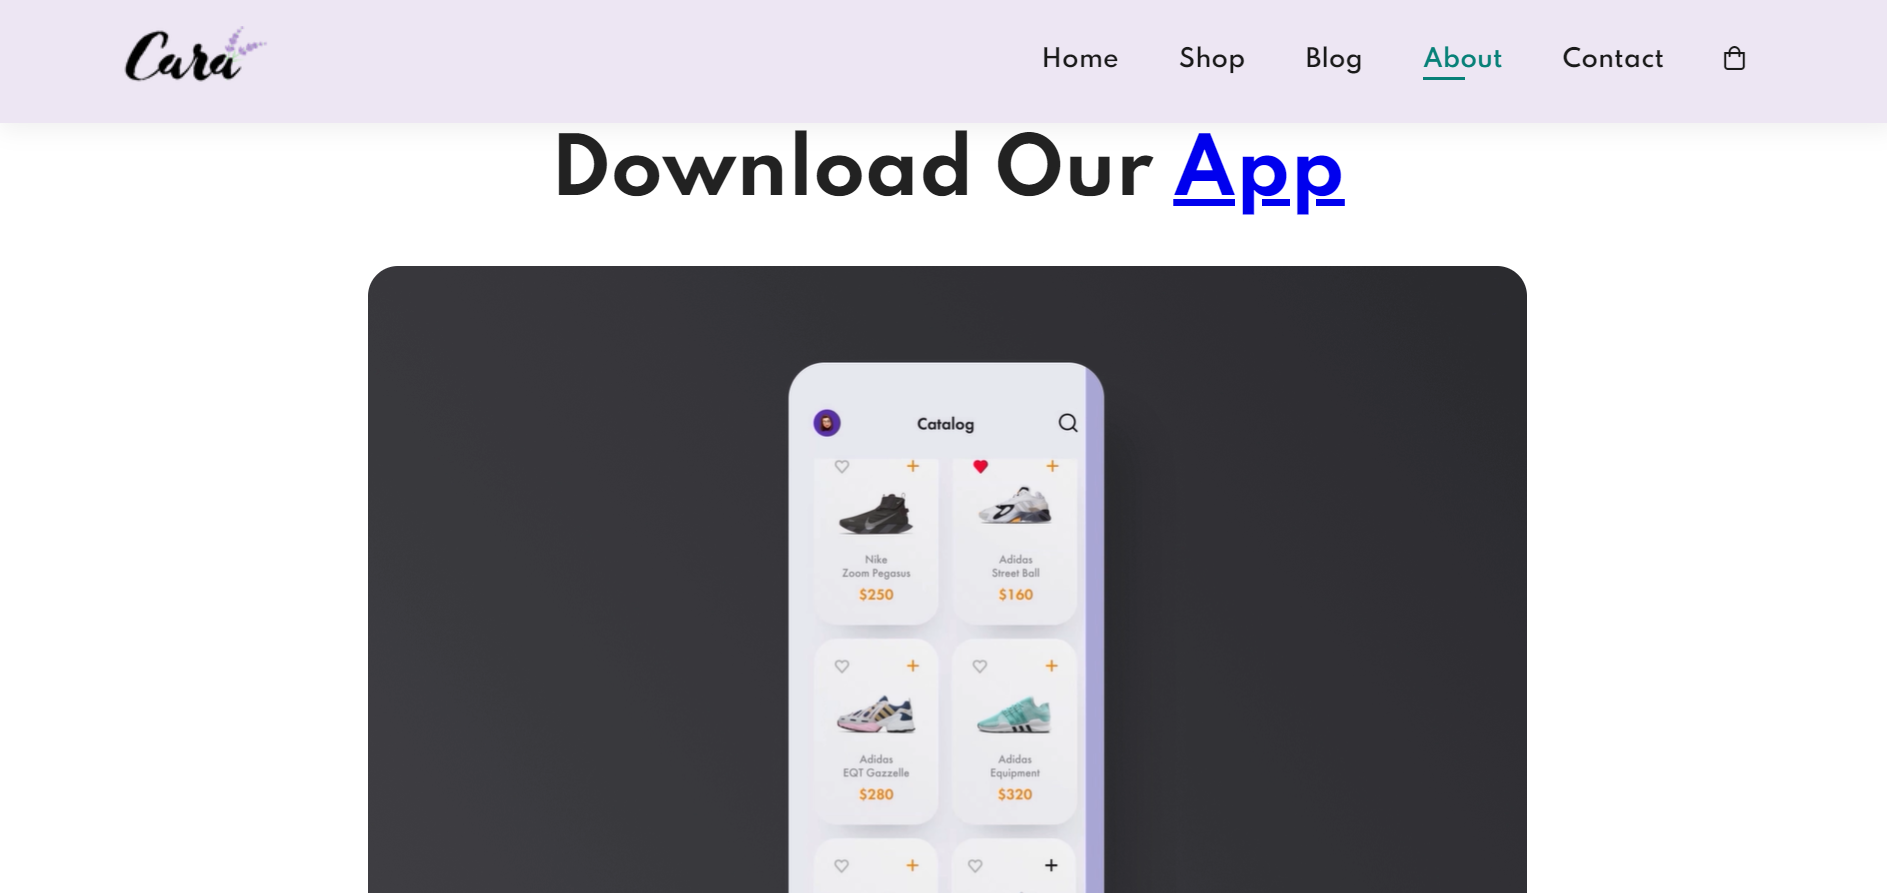 Cara
Home Shop Blog About Contact
Download Our App
Catalog
Nike
Zoom Pegasus
$250
Adidas
Street Ball
$160
Adidas
EQT Gazzelle
$280
Adidas
Equipment
$320